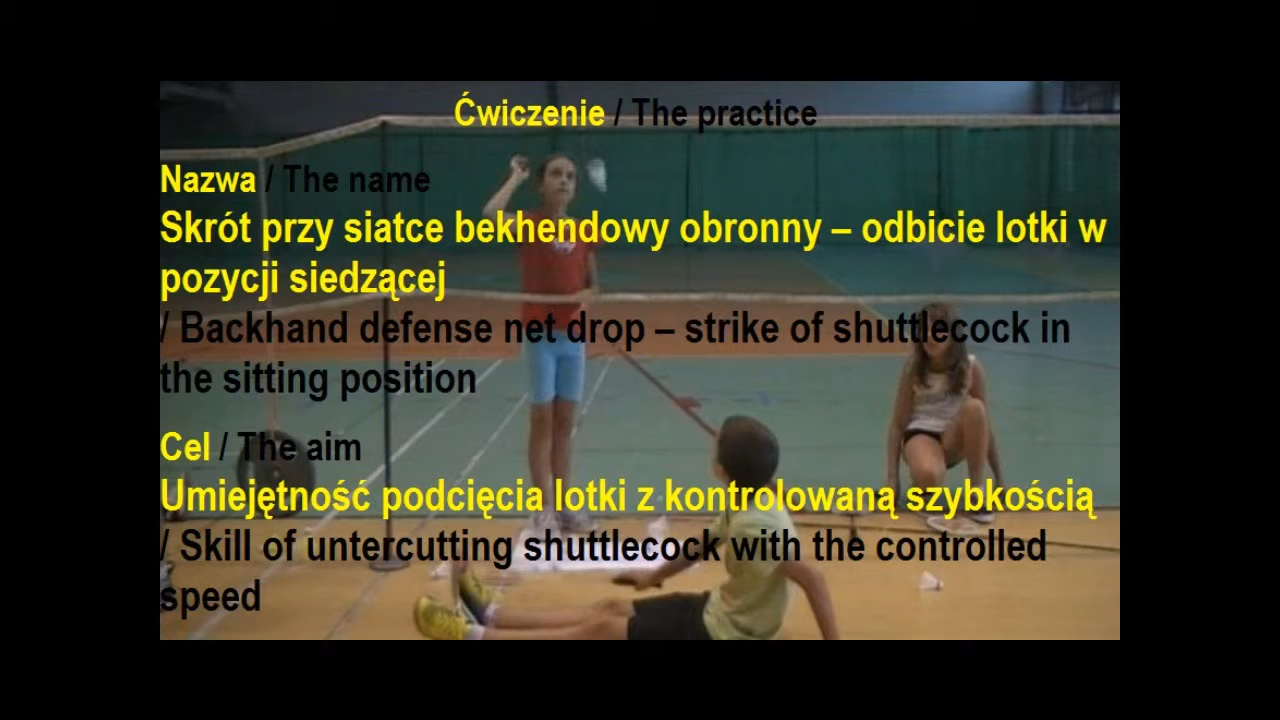 Ćwiczenie / The practice
Nazwa / The name
Skrót przy siatce bekhendowy obronny – odbicie lotki w
pozycji siedzącej
/ Backhand defense net drop – strike of shuttlecock in
the sitting position
Cel / The aim
Umiejętność podcięcia lotki z kontrolowaną szybkością
/ Skill of untercutting shuttlecock with the controlled
speed